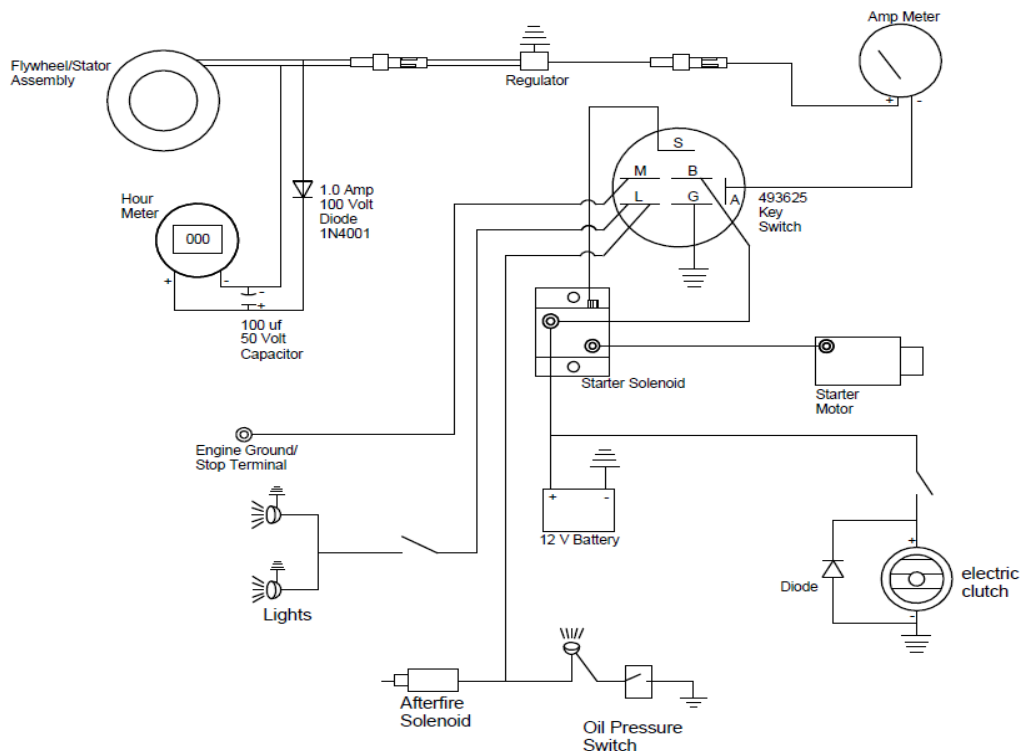 Amp Meter
Flywheel/Stator
Assembly
Regulator
+ -
S
M B
L G A
493625
Key
Switch
Hour
Meter
000
+ -
1.0 Amp
100 Volt
Diode
1N4001
-
+
100 uf
50 Volt
Capacitor
Starter Solenoid
Starter
Motor
Engine Ground/
Stop Terminal
+ -
12 V Battery
Lights
Diode
+
-
electric
clutch
Afterfire
Solenoid
Oil Pressure
Switch